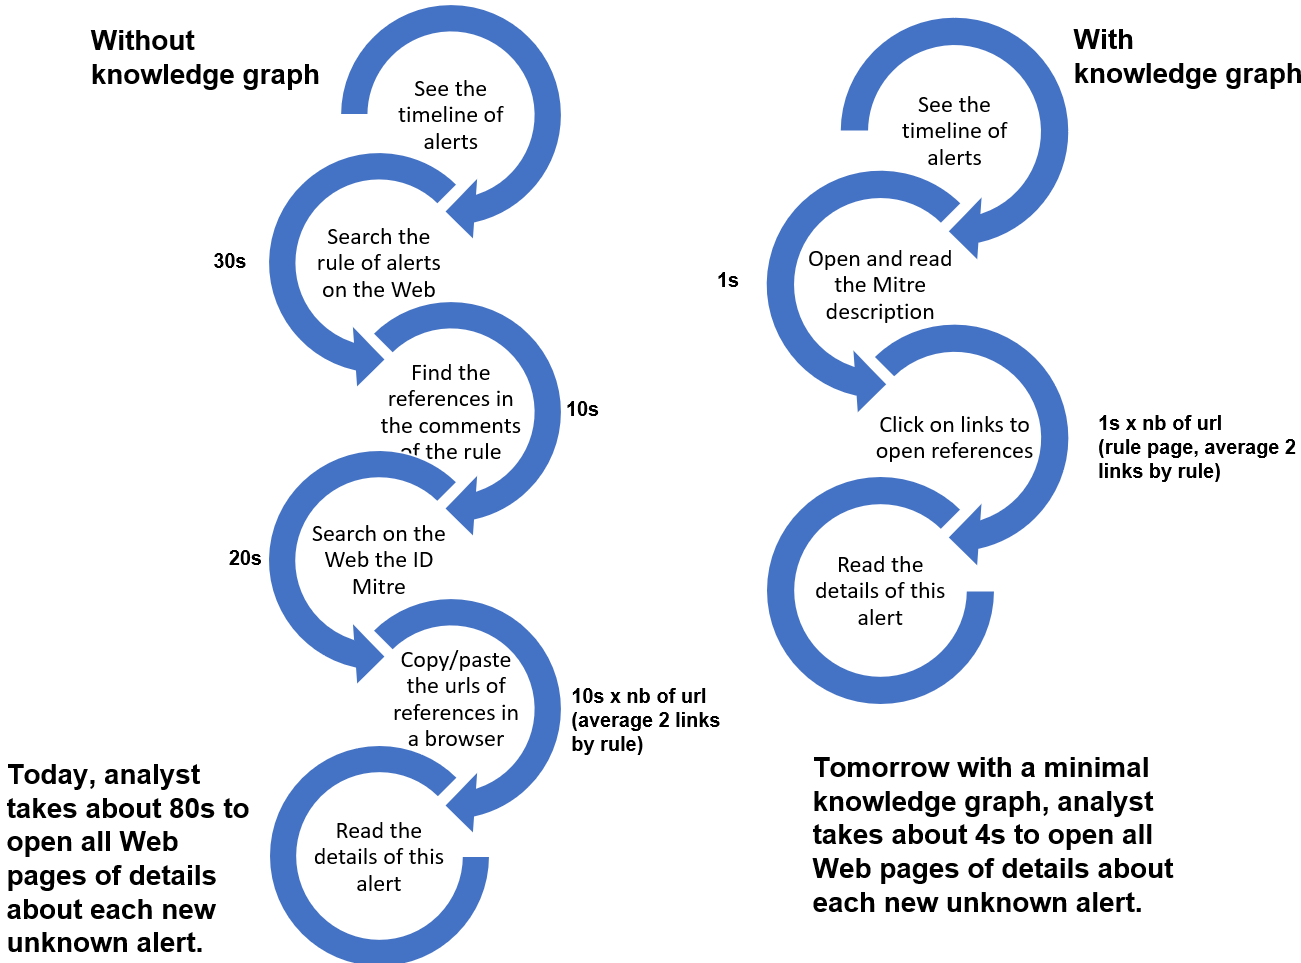 Without
knowledge graph
See the
timeline of
alerts
30s
Search the
rule of alerts
on the Web
Find the
references in
the comments
of the rule
10s
20s
Search on the
Web the ID
Mitre
Copy/paste
the urls of
references in
a browser
10s x nb of url
(average 2 links
by rule)
Read the
details of this
alert
Today, analyst
takes about 80s to
open all Web
pages of details
about each new
unknown alert.
With
knowledge graph
See the
timeline of
alerts
1s
Open and read
the Mitre
description
Click on links to
open references
1s x nb of url
(rule page, average 2
links by rule)
Read the
details of this
alert
Tomorrow with a minimal
knowledge graph, analyst
takes about 4s to open all
Web pages of details about
each new unknown alert.